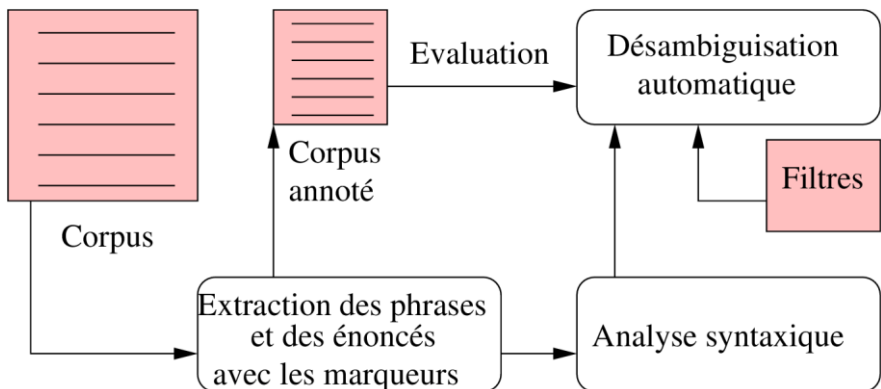 Evaluation
Désambiguisation
automatique
Corpus
annoté
Filtres
Corpus
Extraction des phrases
et des énoncés
avec les marqueurs
Analyse syntaxique